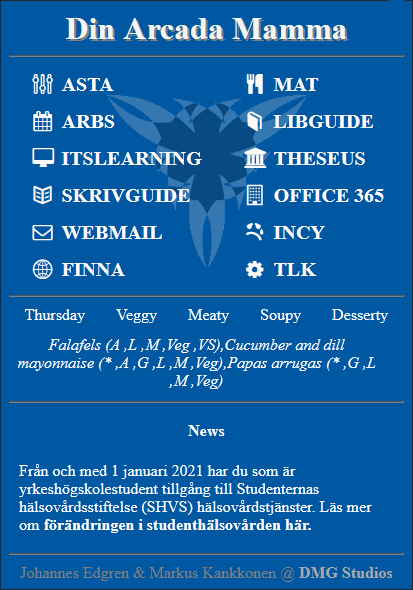 Din Arcada Mamma
ASTA MAT
ARBS LIBGUIDE
ITSLEARNING THESEUS
SKRIVGUIDE OFFICE 365
WEBMAIL INCY
FINNA TLK
Thursday Veggy Meaty Soupy Desserty
Falafels (A ,L ,M ,Veg ,VS),Cucumber and dill
mayonnaise (* ,A ,G ,L ,M ,Veg),Papas arrugas (* ,G ,L
,M ,Veg)
News
Från och med 1 januari 2021 har du som är
yrkeshögskolestudent tillgång till Studenternas
hälsovårdsstiftelse (SHVS) hälsovårdstjänster. Läs mer
om förändringen i studenthälsovården här.
Johannes Edgren & Markus Kankkonen @ DMG Studios